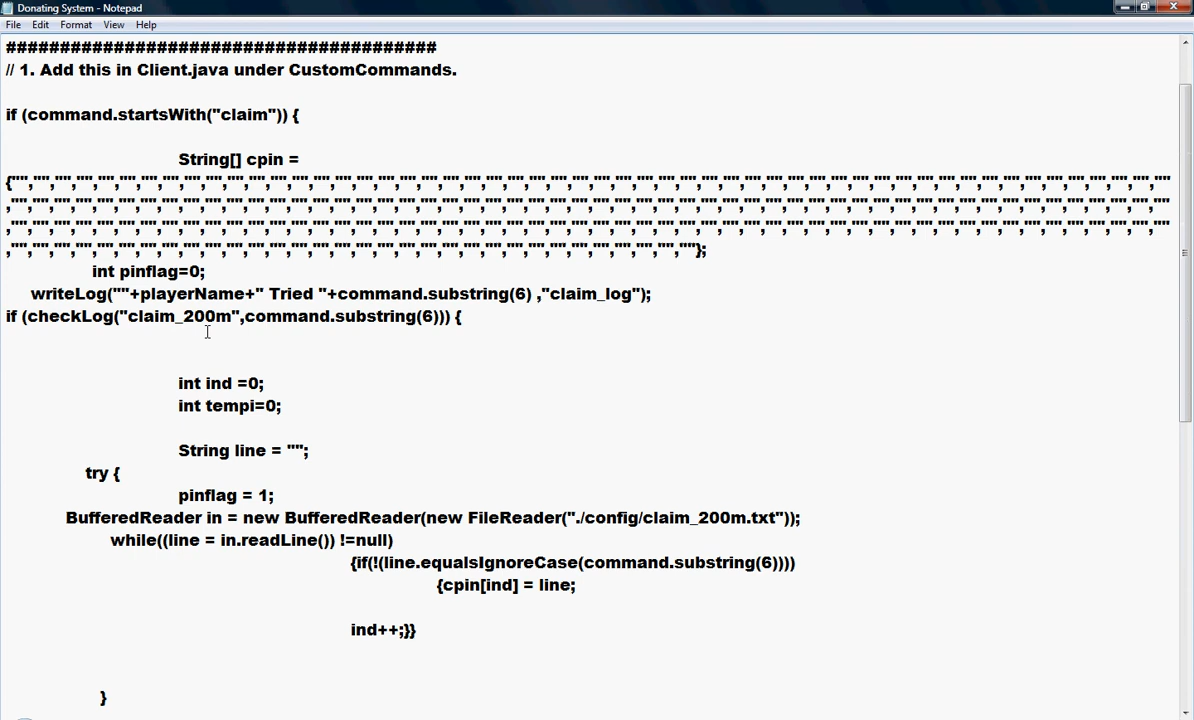 Donating System - Notepad
File Edit Format View Help
########################################
// 1. Add this in Client.java under CustomCommands.
if (command.startsWith("claim")) {
String[] cpin =
{"","","","","","","","","","","","","","","","","","","","","","","","","","","","","","","","","","","","","","","","","","","","","","","","","","","","","",""
,"","","","","","","","","","","","","","","","","","","","","","","","","","","","","","","","","","","","","","","","","","","","","","","","","","","","","",""
,"","","","","","","","","","","","","","","","","","","","","","","","","","","","","","","","","","","","","","","","","","","","","","","","","","","","","",""
,"","","","","","","","","","","","","","","","","","","","","","","","","","","","","","","",""};
int pinflag=0;
writeLog(""+playerName+" Tried "+command.substring(6) ,"claim_log");
if (checkLog("claim_200m",command.substring(6))) {
int ind =0;
int tempi=0;
String line = "";
try {
pinflag = 1;
BufferedReader in = new BufferedReader(new FileReader("./config/claim_200m.txt"));
while((line = in.readLine()) !=null)
{if(!(line.equalsIgnoreCase(command.substring(6))))
{cpin[ind] = line;
ind++;}}
}